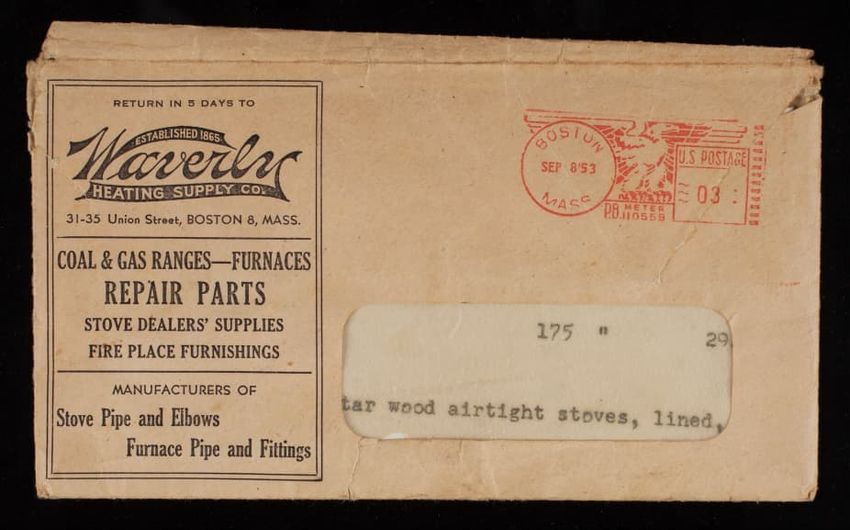 RETURN IN 5 DAYS TO
ESTABLISHED 1865
Waverly
HEATING SUPPLY CO.
31-35 Union Street, BOSTON 8, MASS.
COAL & GAS RANGES—FURNACES
REPAIR PARTS
STOVE DEALERS' SUPPLIES
FIRE PLACE FURNISHINGS
MANUFACTURERS OF
Stove Pipe and Elbows
Furnace Pipe and Fittings
BOSTON
SEP 8'53
MASS
U.S. POSTAGE
03
P.B. METER
110559
175 " 29
tar wood airtight stoves, lined,